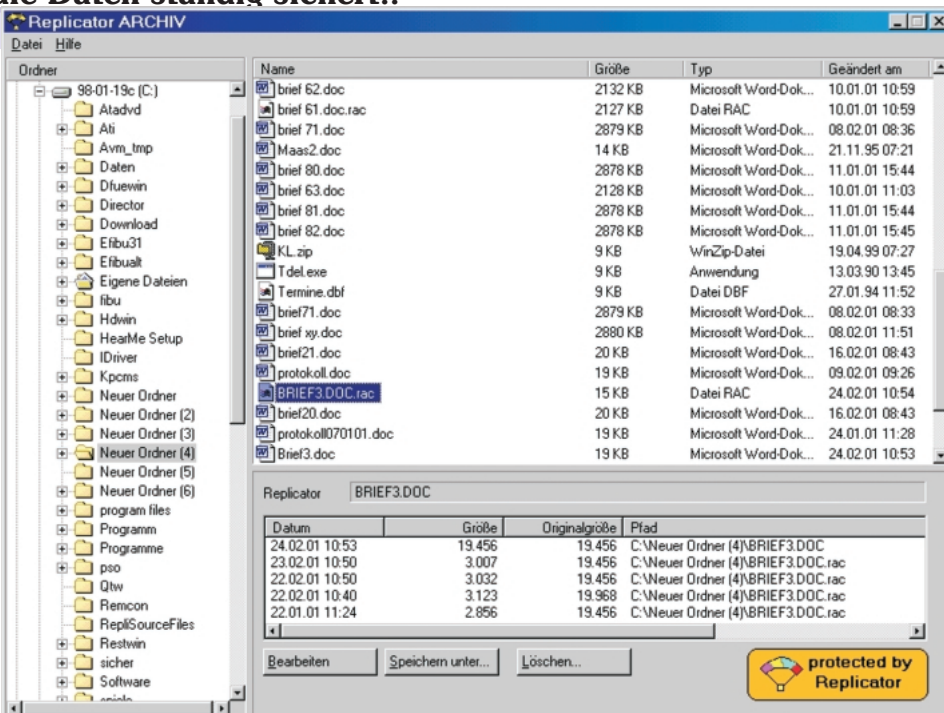 die Daten ständig sichert!!
Replicator ARCHIV
Datei Hilfe
Ordner
98-01-19c (C:)
Atadvd
Ati
Avm_tmp
Daten
Dfuewin
Director
Download
Efibu31
Efibualt
Eigene Dateien
fibu
Hdwin
HearMe Setup
IDriver
Kpcms
Neuer Ordner
Neuer Ordner (2)
Neuer Ordner (3)
Neuer Ordner (4)
Neuer Ordner (5)
Neuer Ordner (6)
program files
Programm
Programme
pso
Qtw
Remcon
RepliSourceFiles
Restwin
sicher
Software
Name Größe Typ Geändert am
brief 62.doc 2132 KB Microsoft Word-Dok... 10.01.01 10:59
brief 61.doc.rac 2127 KB Datei RAC 10.01.01 10:59
brief 71.doc 2879 KB Microsoft Word-Dok... 08.02.01 08:36
Maas2.doc 14 KB Microsoft Word-Dok... 21.11.95 07:21
brief 80.doc 2878 KB Microsoft Word-Dok... 11.01.01 15:44
brief 63.doc 2128 KB Microsoft Word-Dok... 10.01.01 11:03
brief 81.doc 2878 KB Microsoft Word-Dok... 11.01.01 15:44
brief 82.doc 2878 KB Microsoft Word-Dok... 11.01.01 15:45
KL.zip 9 KB WinZip-Datei 19.04.99 07:27
Tdel.exe 9 KB Anwendung 13.03.90 13:45
Termine.dbf 9 KB Datei DBF 27.01.94 11:52
brief71.doc 2879 KB Microsoft Word-Dok... 08.02.01 08:33
brief xy.doc 2880 KB Microsoft Word-Dok... 08.02.01 11:51
brief21.doc 20 KB Microsoft Word-Dok... 16.02.01 08:43
protokoll.doc 19 KB Microsoft Word-Dok... 09.02.01 09:26
BRIEF3.DOC.rac 15 KB Datei RAC 24.02.01 10:54
brief20.doc 20 KB Microsoft Word-Dok... 16.02.01 08:43
protokoll070101.doc 19 KB Microsoft Word-Dok... 24.01.01 11:28
Brief3.doc 19 KB Microsoft Word-Dok... 24.02.01 10:53
Replicator BRIEF3.DOC
Datum Größe Originalgröße Pfad
24.02.01 10:53 19.456 19.456 C:\Neuer Ordner (4)\BRIEF3.DOC
23.02.01 10:50 3.007 19.456 C:\Neuer Ordner (4)\BRIEF3.DOC.rac
22.02.01 10:50 3.032 19.456 C:\Neuer Ordner (4)\BRIEF3.DOC.rac
22.02.01 10:40 3.123 19.968 C:\Neuer Ordner (4)\BRIEF3.DOC.rac
22.01.01 11:24 2.856 19.456 C:\Neuer Ordner (4)\BRIEF3.DOC.rac
Bearbeiten Speichern unter... Löschen...
protected by
Replicator